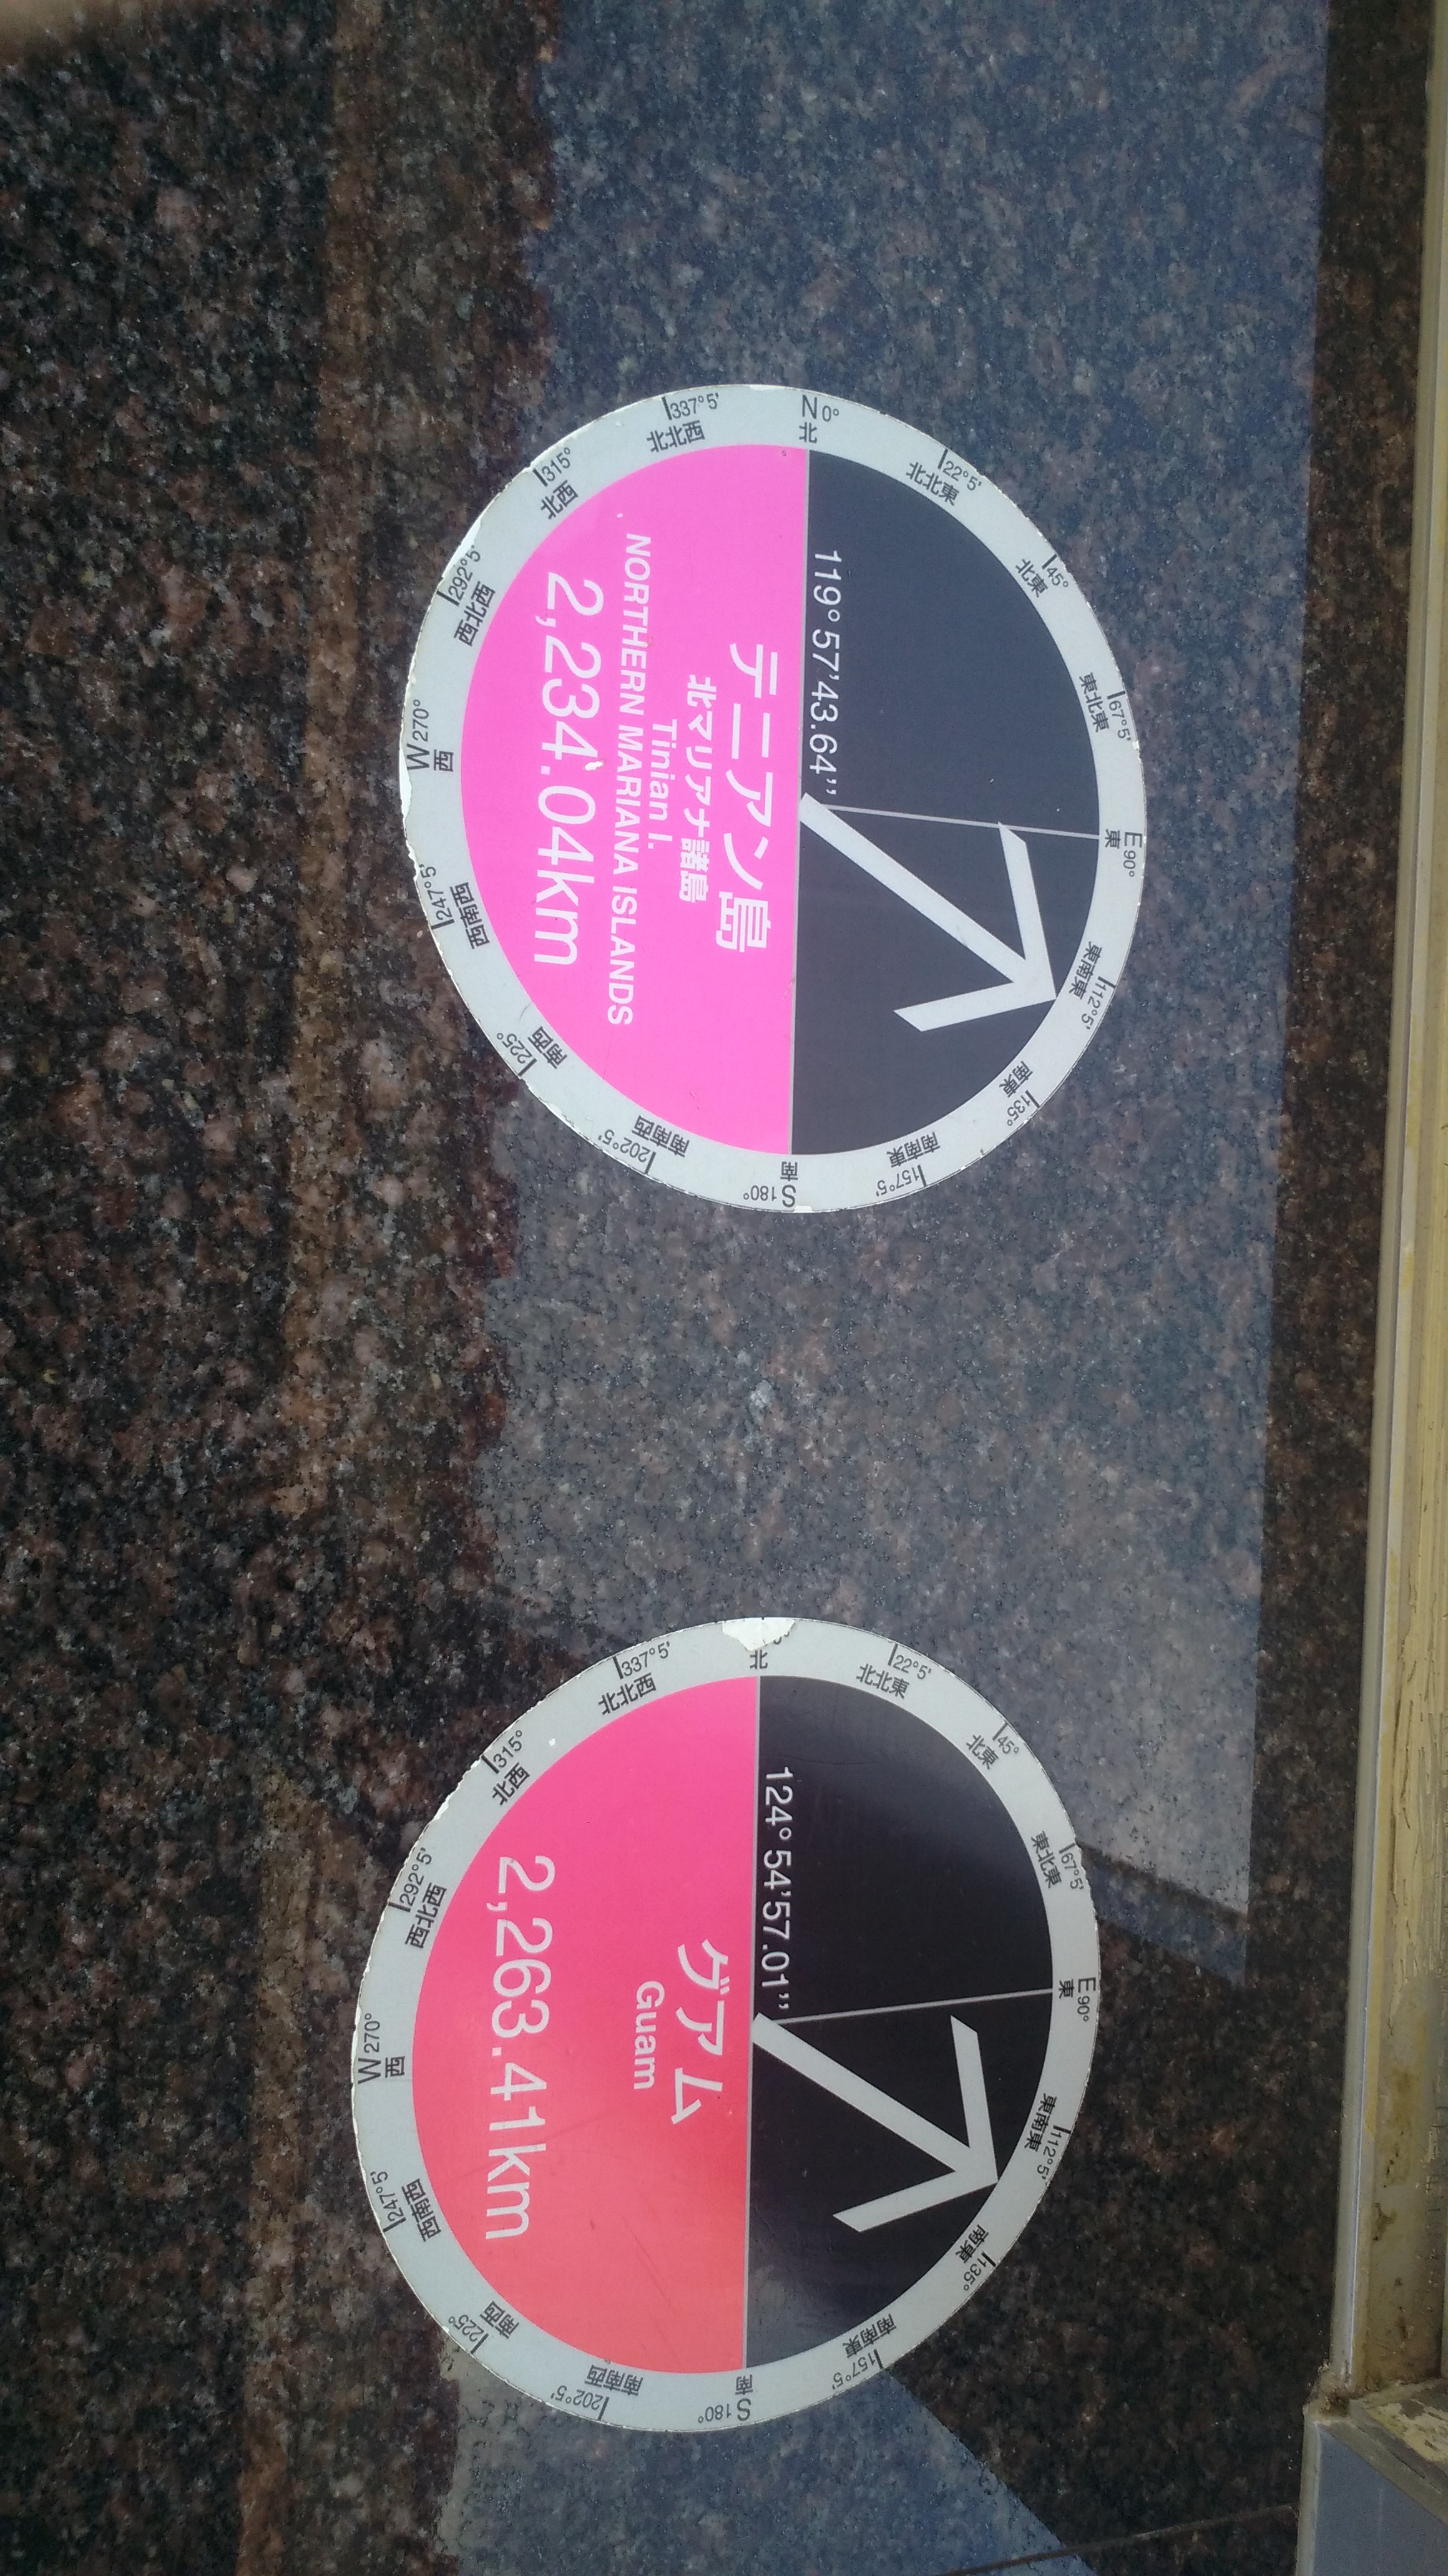 N0°
北
22°5'
北北東
45°
北東
67°5'
東北東
E90°
東
112°5'
東南東
135°
南東
157°5'
南南東
S180°
南
202°5'
南南西
225°
南西
247°5'
西南西
W270°
西
292°5'
西北西
315°
北西
337°5'
北北西
119°57'43.64''
テニアン島
北マリアナ諸島
Tinian I.
NORTHERN MARIANA ISLANDS
2,234.04km
北
22°5'
北北東
45°
北東
67°5'
東北東
E90°
東
112°5'
東南東
135°
南東
157°5'
南南東
S180°
南
202°5'
南南西
225°
南西
247°5'
西南西
W270°
西
292°5'
西北西
315°
北西
337°5'
北北西
124°54'57.01''
グアム
Guam
2,263.41km